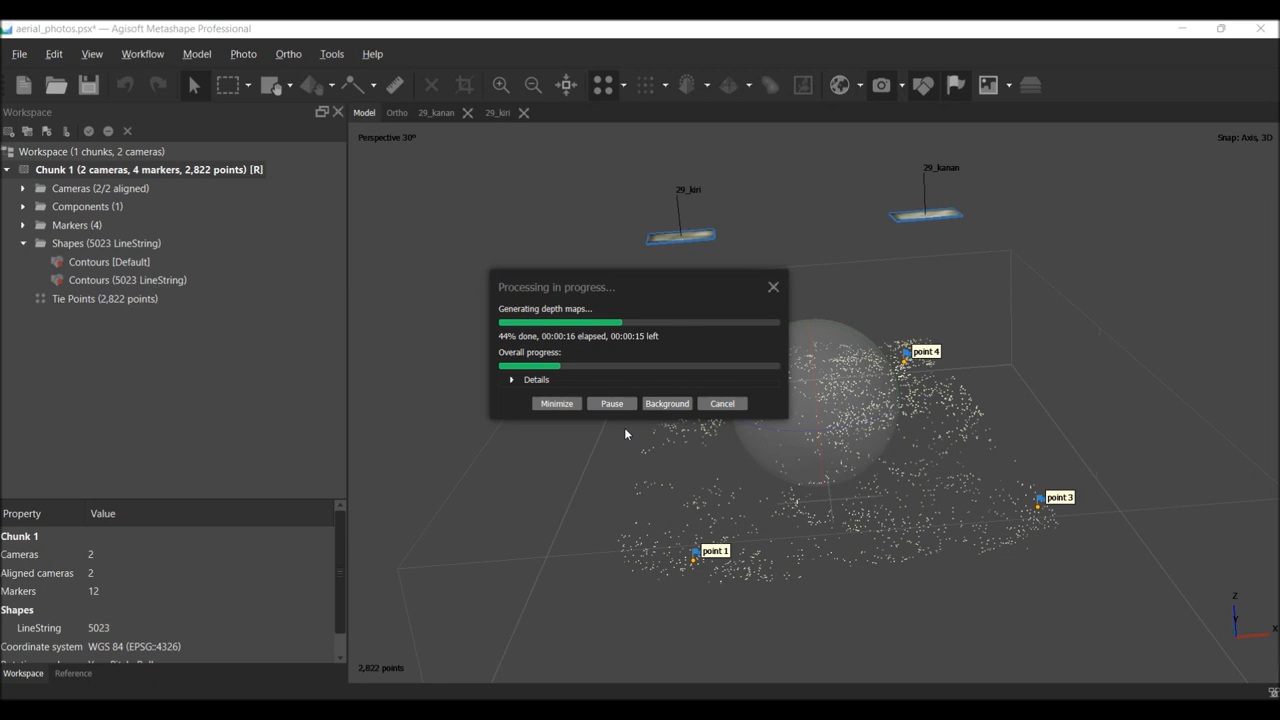 aerial_photos.psx* — Agisoft Metashape Professional
File Edit View Workflow Model Photo Ortho Tools Help
Workspace
Model Ortho 29_kanan 29_kiri
Perspective 30°
Snap: Axis, 3D
Workspace (1 chunks, 2 cameras)
Chunk 1 (2 cameras, 4 markers, 2,822 points) [R]
Cameras (2/2 aligned)
Components (1)
Markers (4)
Shapes (5023 LineString)
Contours [Default]
Contours (5023 LineString)
Tie Points (2,822 points)
29_kiri
29_kanan
Processing in progress...
Generating depth maps...
44% done, 00:00:16 elapsed, 00:00:15 left
Overall progress:
Details
Minimize Pause Background Cancel
point 4
point 3
point 1
Property Value
Chunk 1
Cameras 2
Aligned cameras 2
Markers 12
Shapes
LineString 5023
Coordinate system WGS 84 (EPSG::4326)
Z
Y
X
2,822 points
Workspace Reference